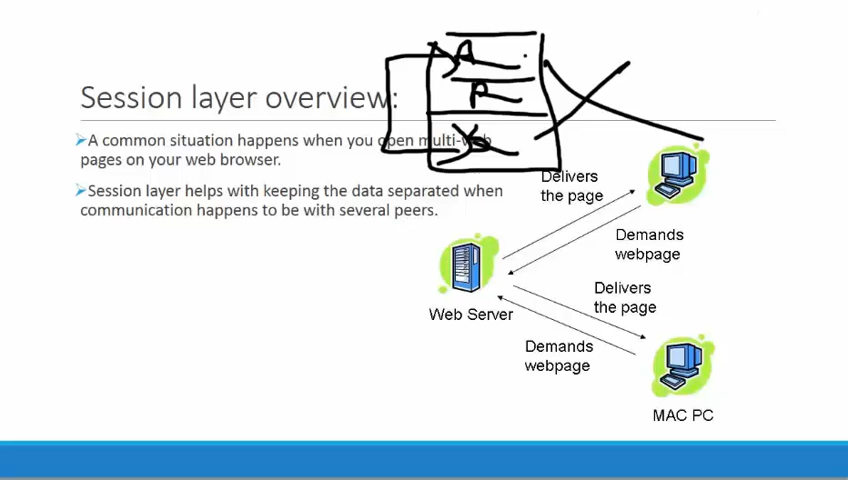 Session layer overview:
A common situation happens when you open multi-web
pages on your web browser.
Session layer helps with keeping the data separated when
communication happens to be with several peers.
Delivers
the page
Demands
webpage
Web Server
Delivers
the page
Demands
webpage
MAC PC